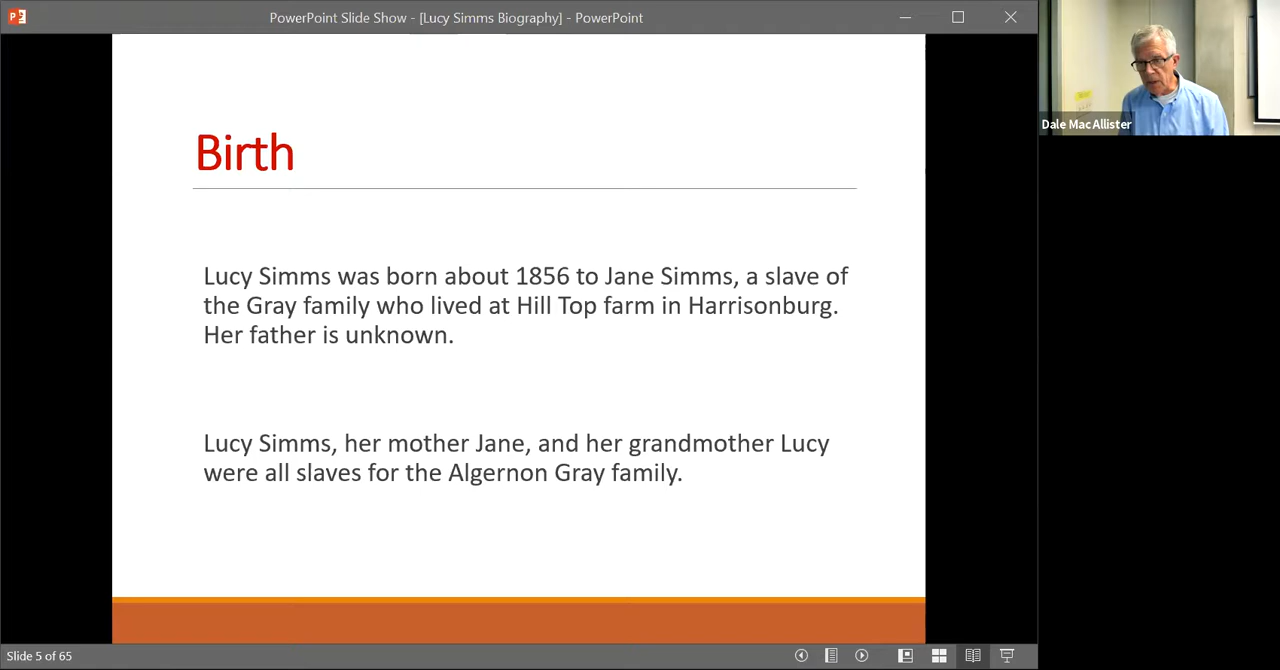 PowerPoint Slide Show - [Lucy Simms Biography] - PowerPoint
Dale Mac Allister
Birth
Lucy Simms was born about 1856 to Jane Simms, a slave of
the Gray family who lived at Hill Top farm in Harrisonburg.
Her father is unknown.
Lucy Simms, her mother Jane, and her grandmother Lucy
were all slaves for the Algernon Gray family.
Slide 5 of 65